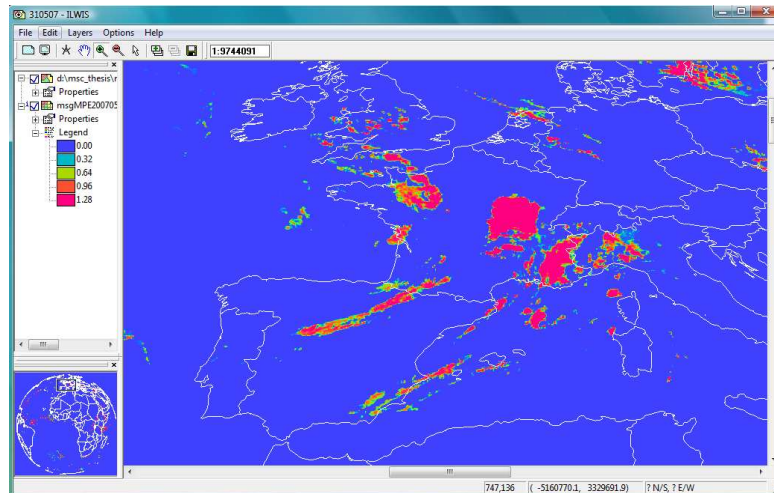 310507 - ILWIS
File Edit Layers Options Help
1:9744091
d:\msc_thesis\r
Properties
msgMPE200705
Properties
Legend
0.00
0.32
0.64
0.96
1.28
747,136 ( -5160770.1, 3329691.9) ? N/S, ? E/W